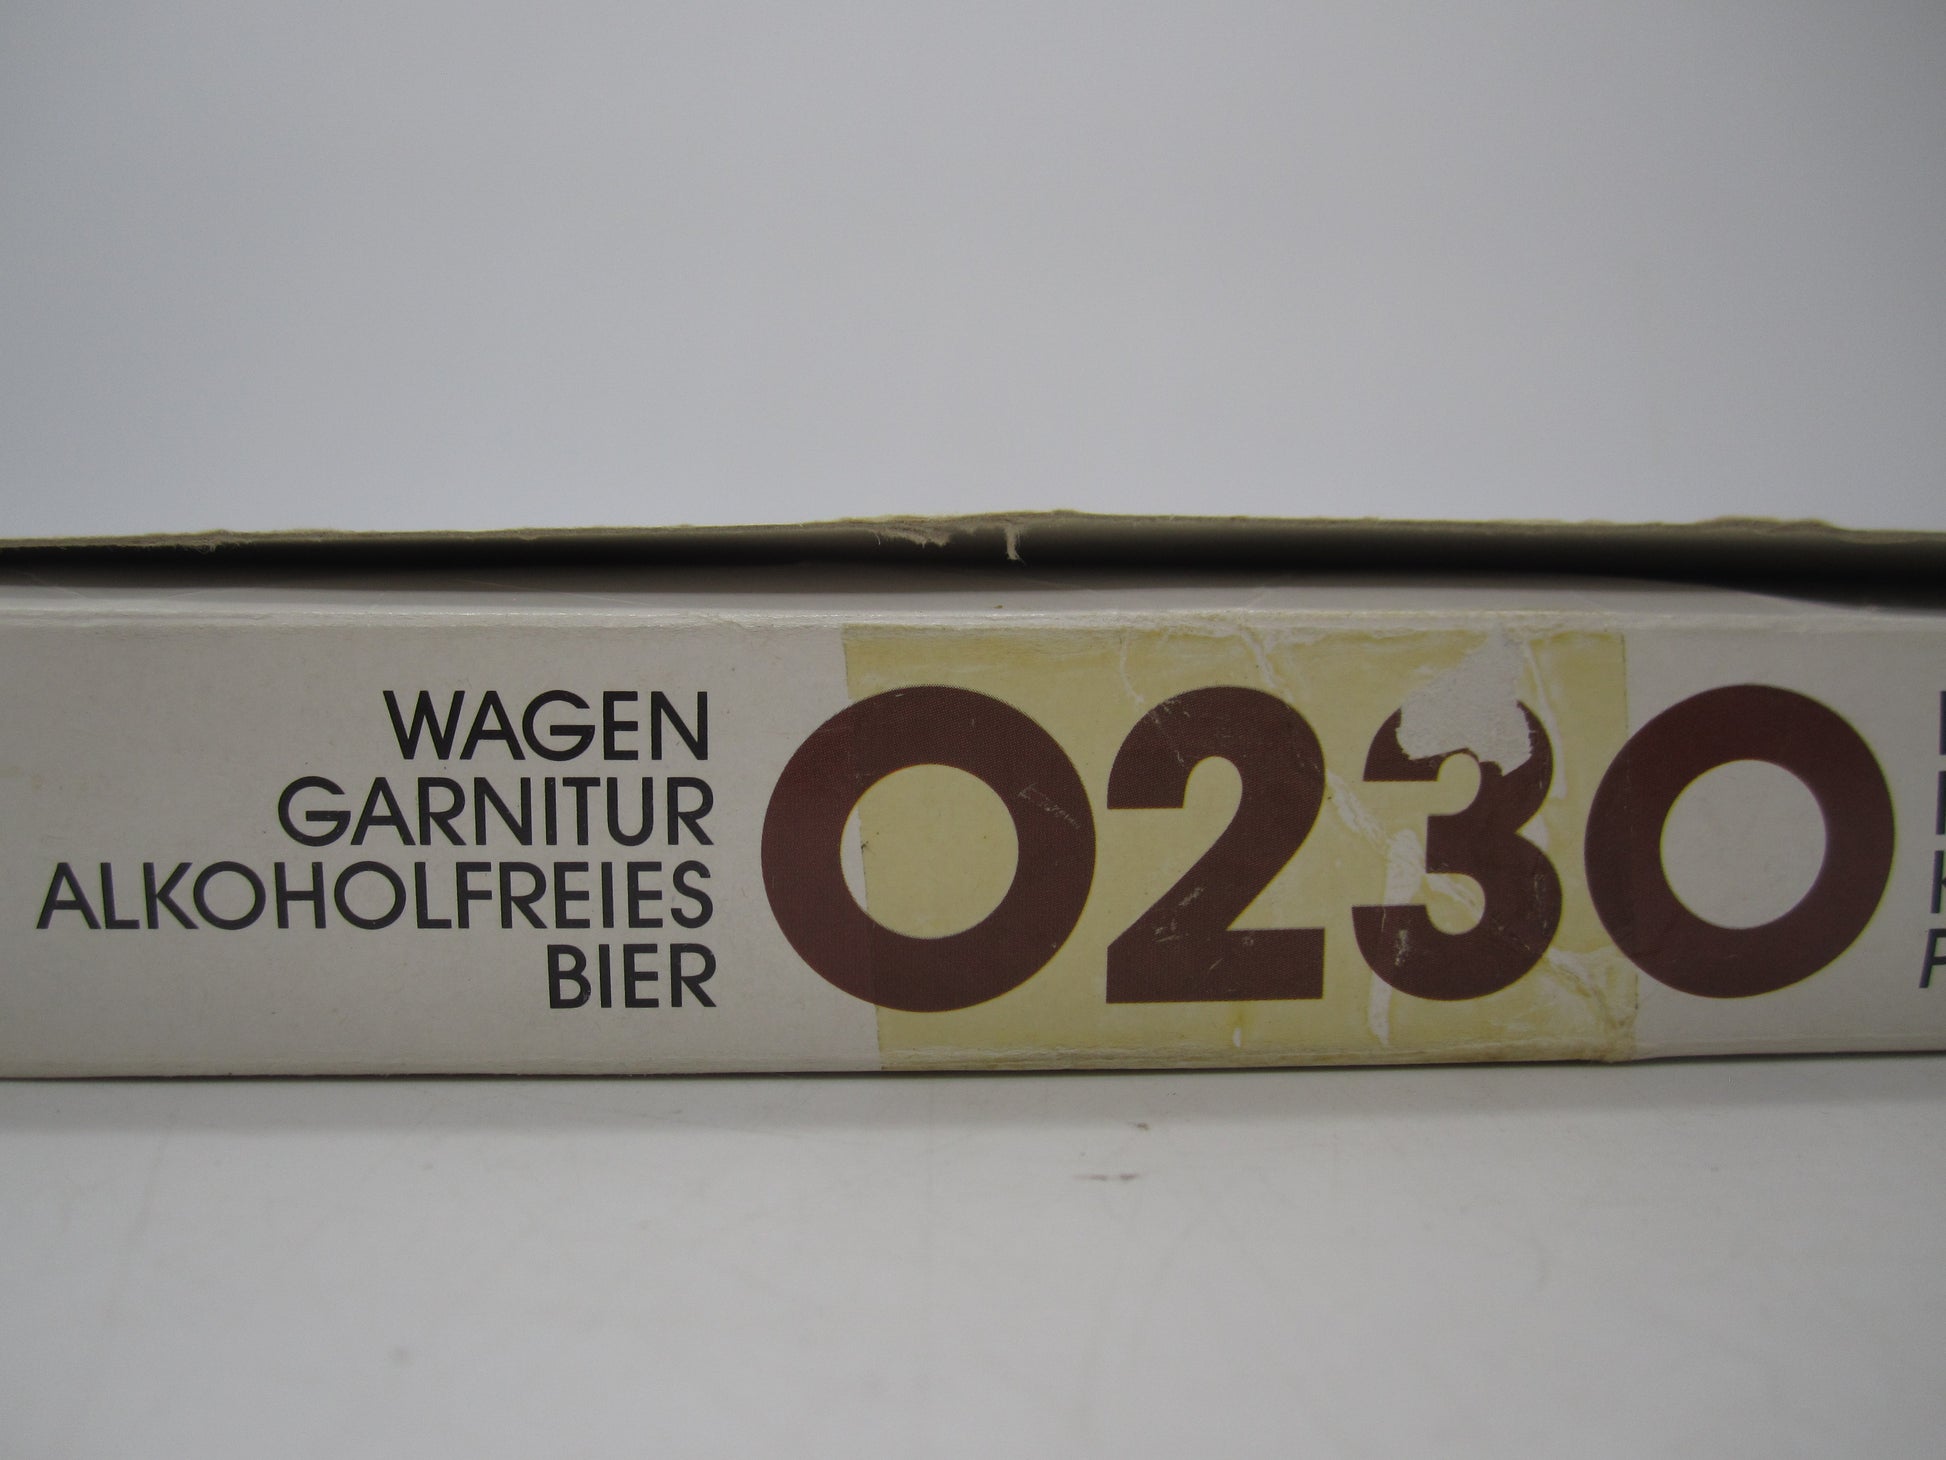 WAGEN
GARNITUR
ALKOHOLFREIES
BIER
0230